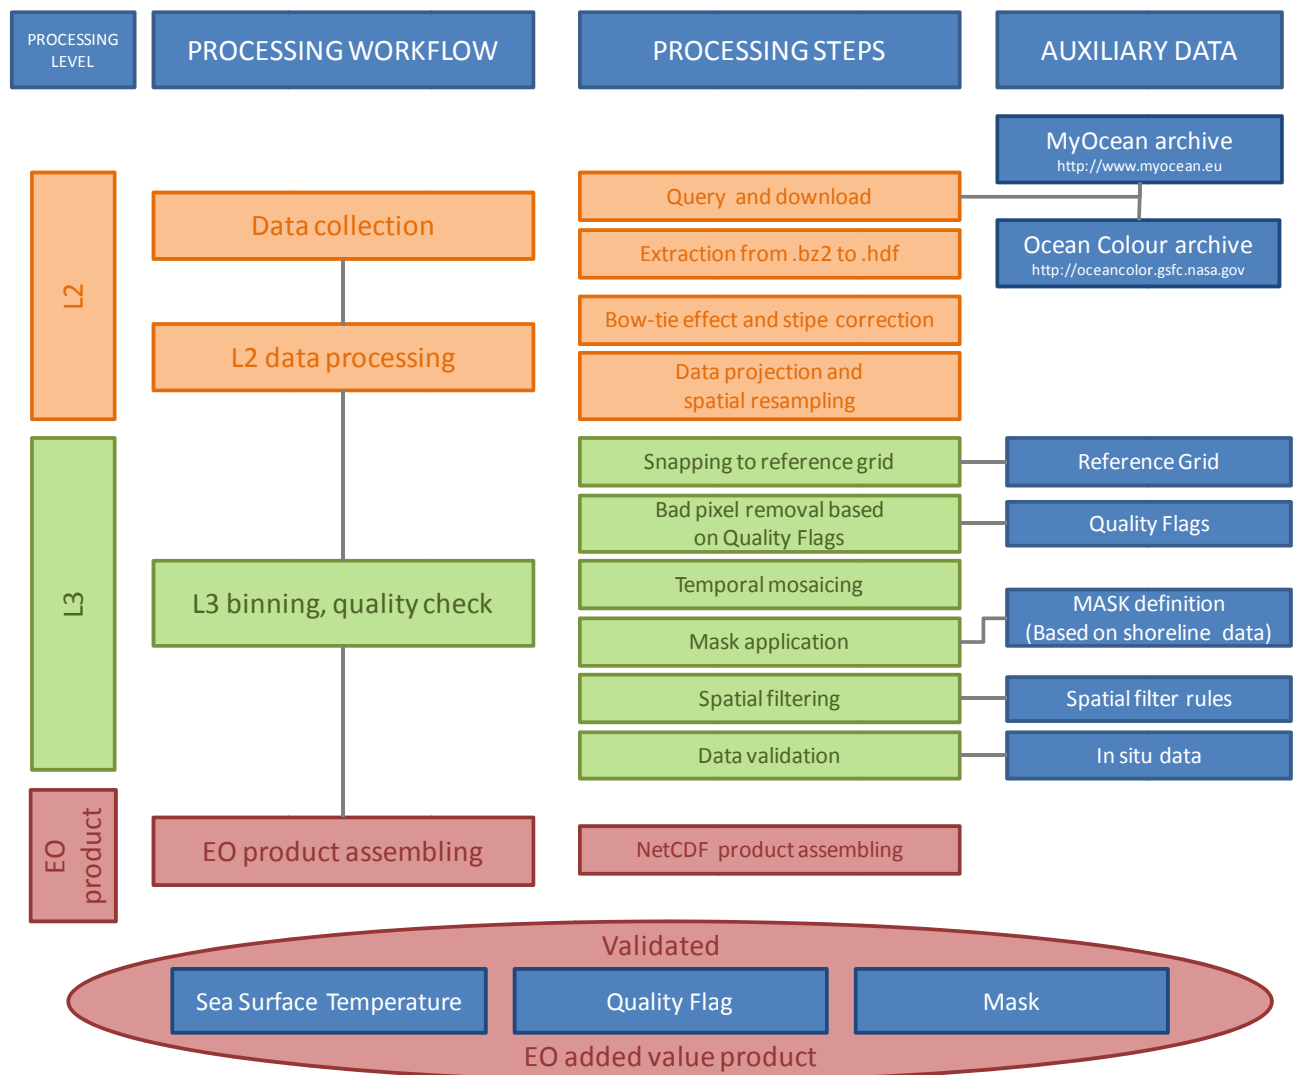 PROCESSING
LEVEL
PROCESSING WORKFLOW
PROCESSING STEPS
AUXILIARY DATA
MyOcean archive
http://www.myocean.eu
L2
Data collection
Query and download
Extraction from .bz2 to .hdf
Ocean Colour archive
http://oceancolor.gsfc.nasa.gov
L2 data processing
Bow-tie effect and stipe correction
Data projection and
spatial resampling
L3
Snapping to reference grid
Reference Grid
Bad pixel removal based
on Quality Flags
Quality Flags
L3 binning, quality check
Temporal mosaicing
Mask application
MASK definition
(Based on shoreline data)
Spatial filtering
Spatial filter rules
Data validation
In situ data
EO
product
EO product assembling
NetCDF product assembling
Validated
Sea Surface Temperature
Quality Flag
Mask
EO added value product